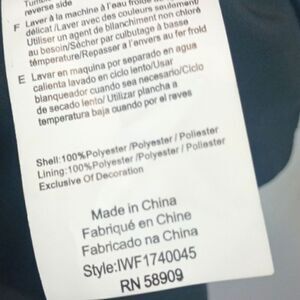 reverse side
F Laver à la machine à l'eau froide
délicat /Laver avec des couleurs seulement
Utiliser un agent de blanchiment non chloré
au besoin/Sécher par culbutage à basse
température/Repasser à l'envers au fer froid
E Lavar en maquina por separado en agua
calienta lavado en ciclo lento/Usar
blanqueador cuando sea necesario/Ciclo
de secado lento/ Utilizar plancha a
temperatura baja cuando por el reves
Shell:100%Polyester /Polyester / Poliester
Lining:100%Polyester /Polyester / Poliester
Exclusive Of Decoration
Made in China
Fabriqué en Chine
Fabricado na China
Style:IWF1740045
RN 58909